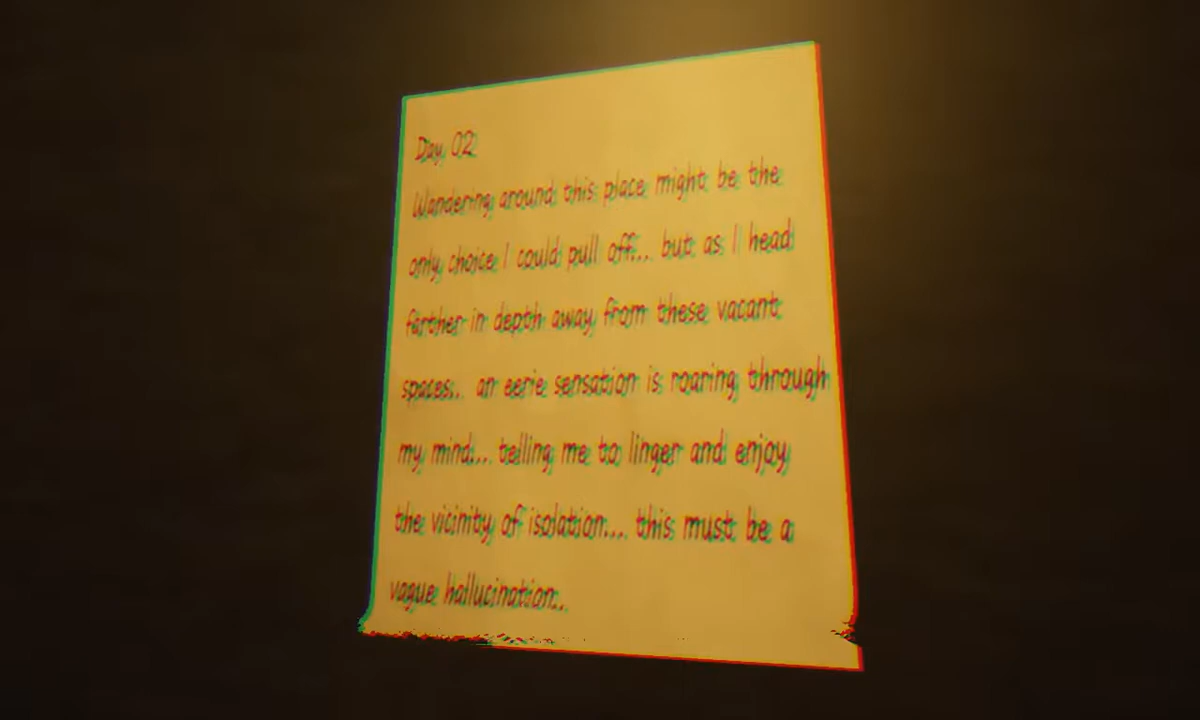 Day 02
Wandering around this place might be the
only choice I could pull off... but as I head
farther in depth away from these vacant
spaces... an eerie sensation is roaring through
my mind... telling me to linger and enjoy
the vicinity of isolation... this must be a
vague hallucination...